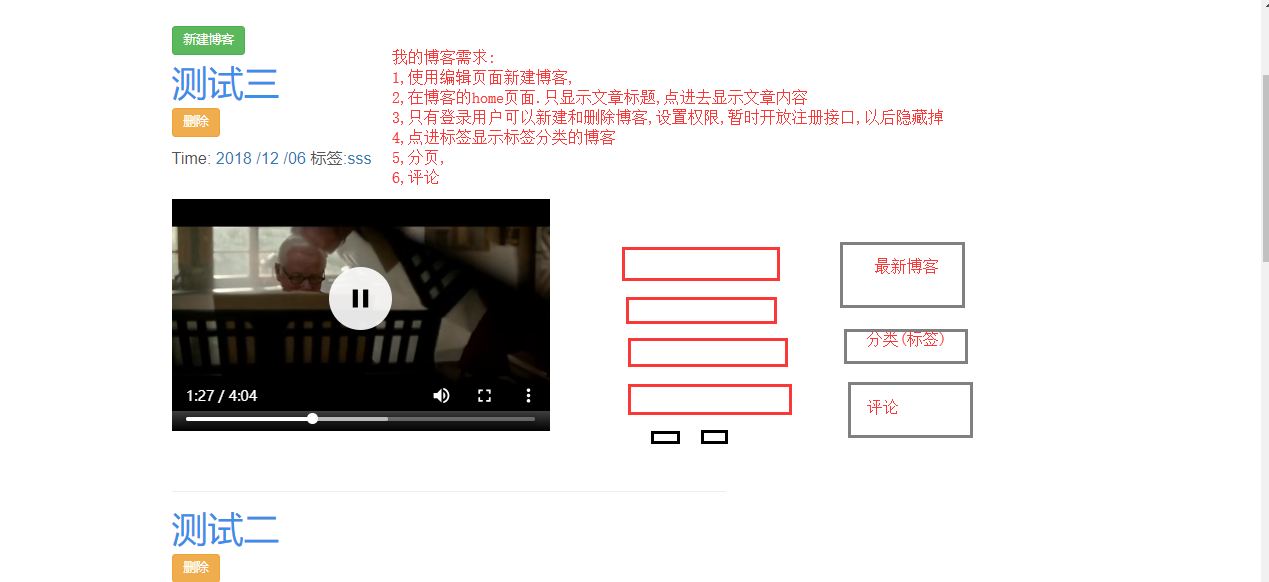 新建博客
测试三
删除
Time: 2018 /12 /06 标签:sss
我的博客需求:
1,使用编辑页面新建博客,
2,在博客的home页面.只显示文章标题,点进去显示文章内容
3,只有登录用户可以新建和删除博客,设置权限,暂时开放注册接口,以后隐藏掉
4,点进标签显示标签分类的博客
5,分页,
6,评论
1:27 / 4:04
最新博客
分类(标签)
评论
测试二
删除